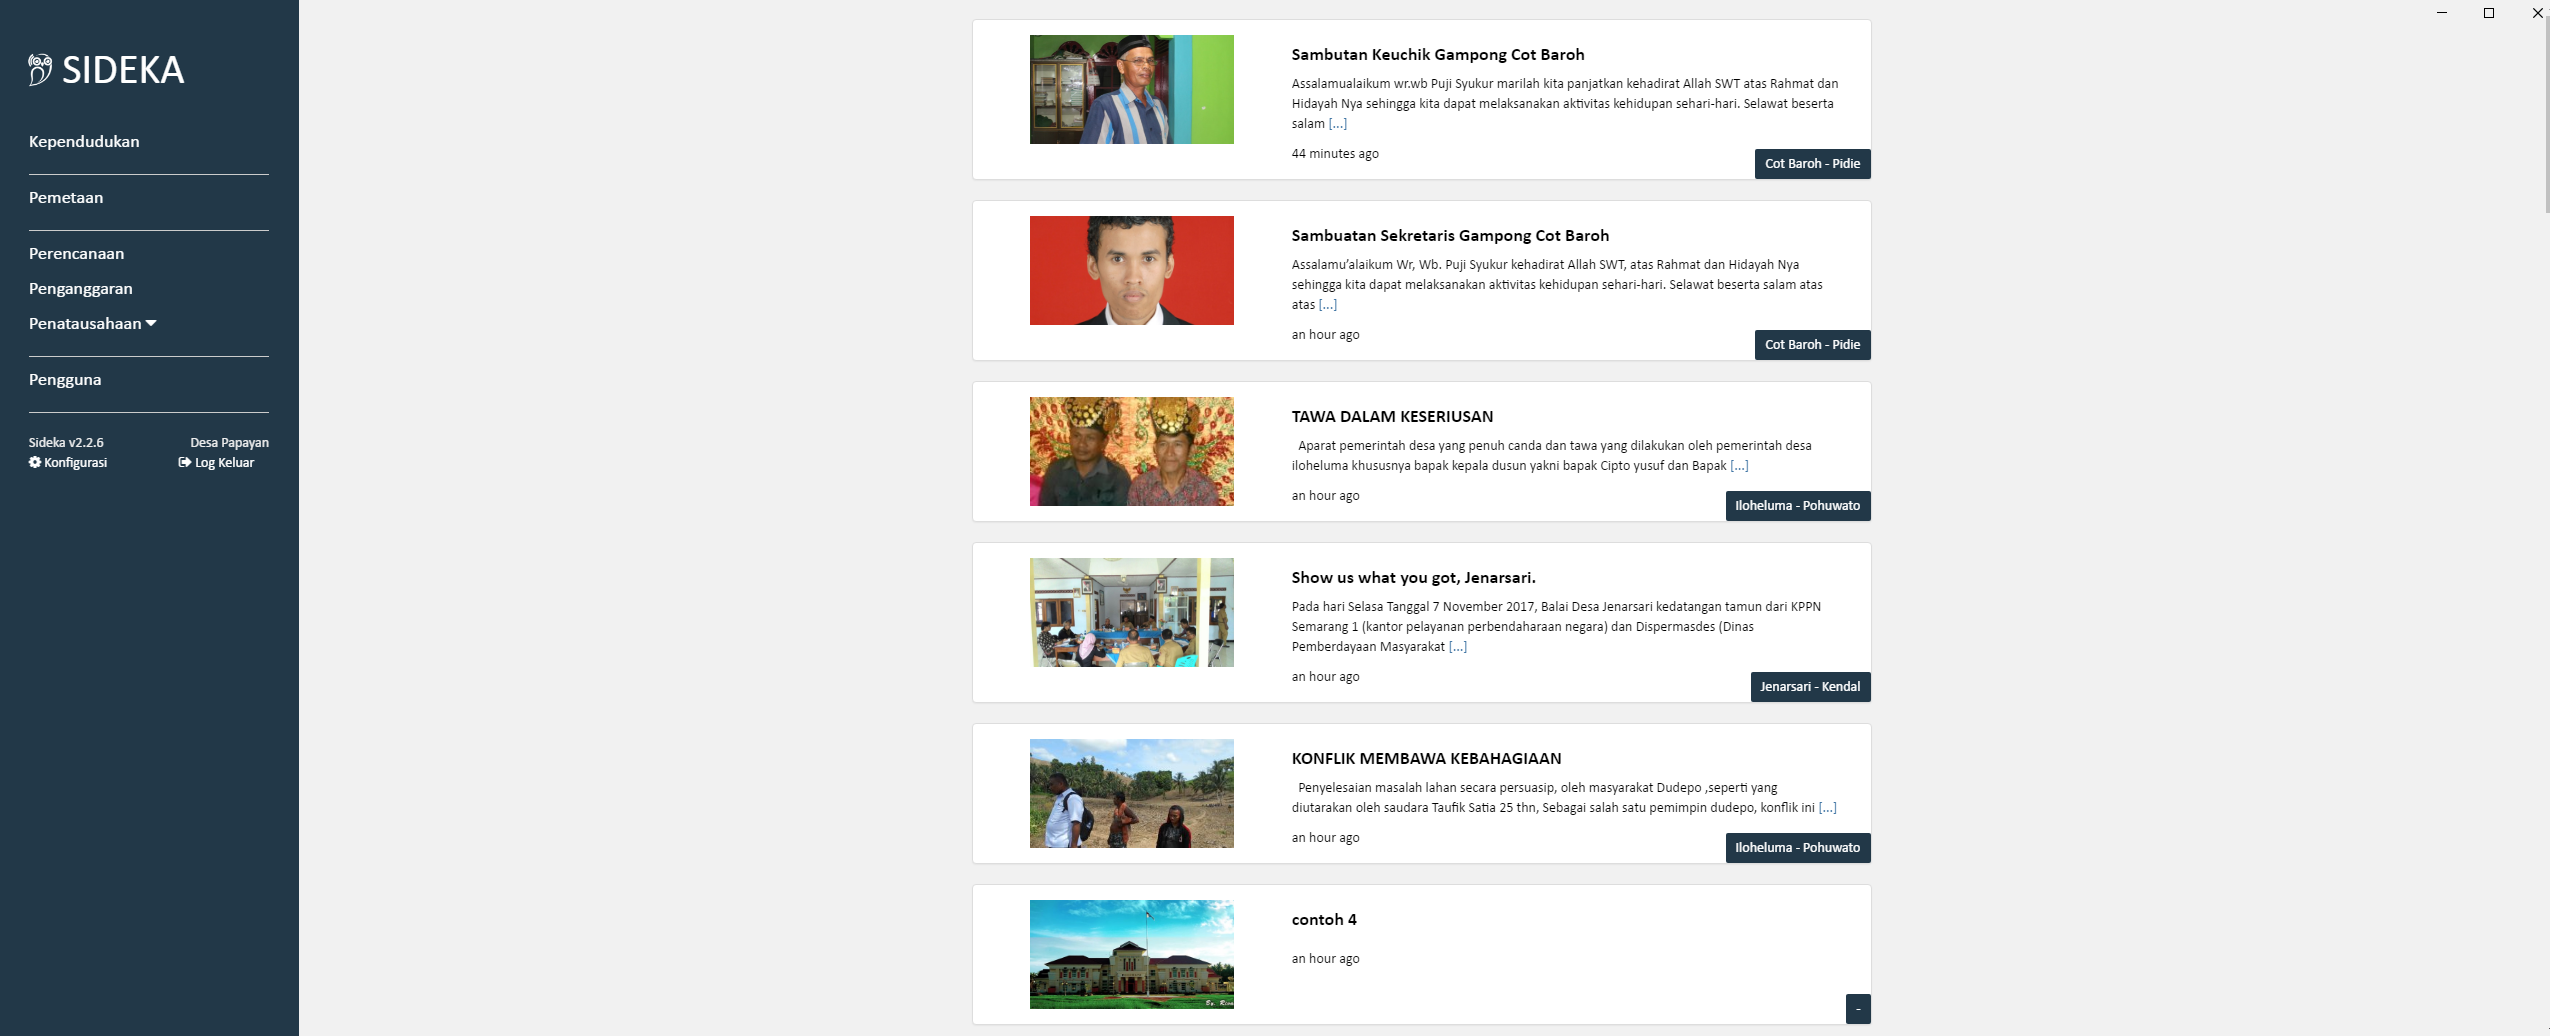 SIDEKA
Kependudukan
Pemetaan
Perencanaan
Penganggaran
Penatausahaan
Pengguna
Sideka v2.2.6
Desa Papayan
Konfigurasi
Log Keluar
Sambutan Keuchik Gampong Cot Baroh
Assalamualaikum wr.wb Puji Syukur marilah kita panjatkan kehadirat Allah SWT atas Rahmat dan
Hidayah Nya sehingga kita dapat melaksanakan aktivitas kehidupan sehari-hari. Selawat beserta
salam [...]
44 minutes ago
Cot Baroh - Pidie
Sambuatan Sekretaris Gampong Cot Baroh
Assalamu’alaikum Wr, Wb. Puji Syukur kehadirat Allah SWT, atas Rahmat dan Hidayah Nya
sehingga kita dapat melaksanakan aktivitas kehidupan sehari-hari. Selawat beserta salam atas
atas [...]
an hour ago
Cot Baroh - Pidie
TAWA DALAM KESERIUSAN
Aparat pemerintah desa yang penuh canda dan tawa yang dilakukan oleh pemerintah desa
iloheluma khususnya bapak kepala dusun yakni bapak Cipto yusuf dan Bapak [...]
an hour ago
Iloheluma - Pohuwato
Show us what you got, Jenarsari.
Pada hari Selasa Tanggal 7 November 2017, Balai Desa Jenarsari kedatangan tamun dari KPPN
Semarang 1 (kantor pelayanan perbendaharaan negara) dan Dispermasdes (Dinas
Pemberdayaan Masyarakat [...]
an hour ago
Jenarsari - Kendal
KONFLIK MEMBAWA KEBAHAGIAAN
Penyelesaian masalah lahan secara persuasip, oleh masyarakat Dudepo ,seperti yang
diutarakan oleh saudara Taufik Satia 25 thn, Sebagai salah satu pemimpin dudepo, konflik ini [...]
an hour ago
Iloheluma - Pohuwato
contoh 4
an hour ago
-
By.